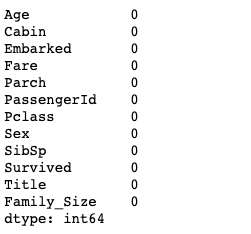 Age 0
Cabin 0
Embarked 0
Fare 0
Parch 0
PassengerId 0
Pclass 0
Sex 0
SibSp 0
Survived 0
Title 0
Family_Size 0
dtype: int64